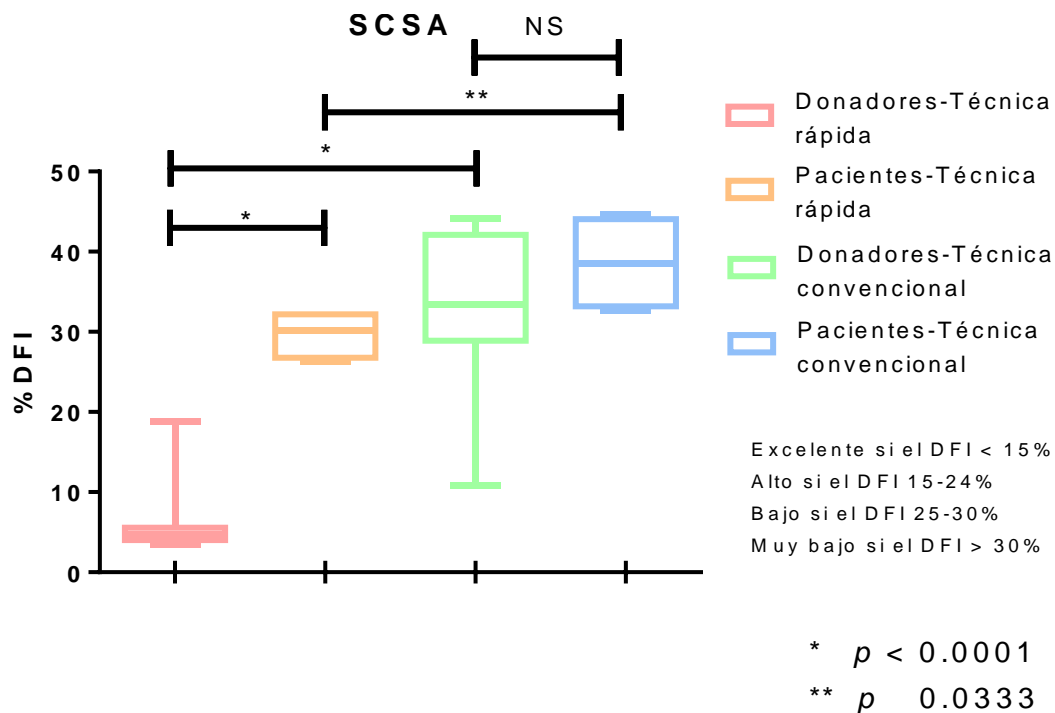 SCSA
NS
**
*
*
50
40
30
20
10
0
%DFI
Donadores-Técnica
rápida
Pacientes-Técnica
rápida
Donadores-Técnica
convencional
Pacientes-Técnica
convencional
Excelente si el DFI < 15%
Alto si el DFI 15-24%
Bajo si el DFI 25-30%
Muy bajo si el DFI > 30%
* p < 0.0001
** p 0.0333